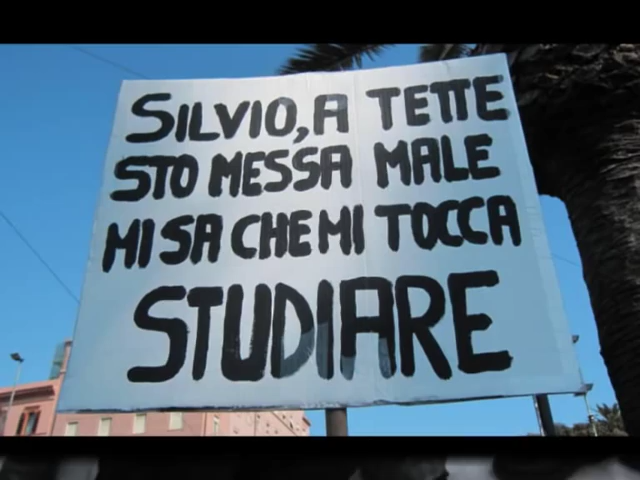 SILVIO, A TETTE
STO MESSA MALE
MI SA CHE MI TOCCA
STUDIARE